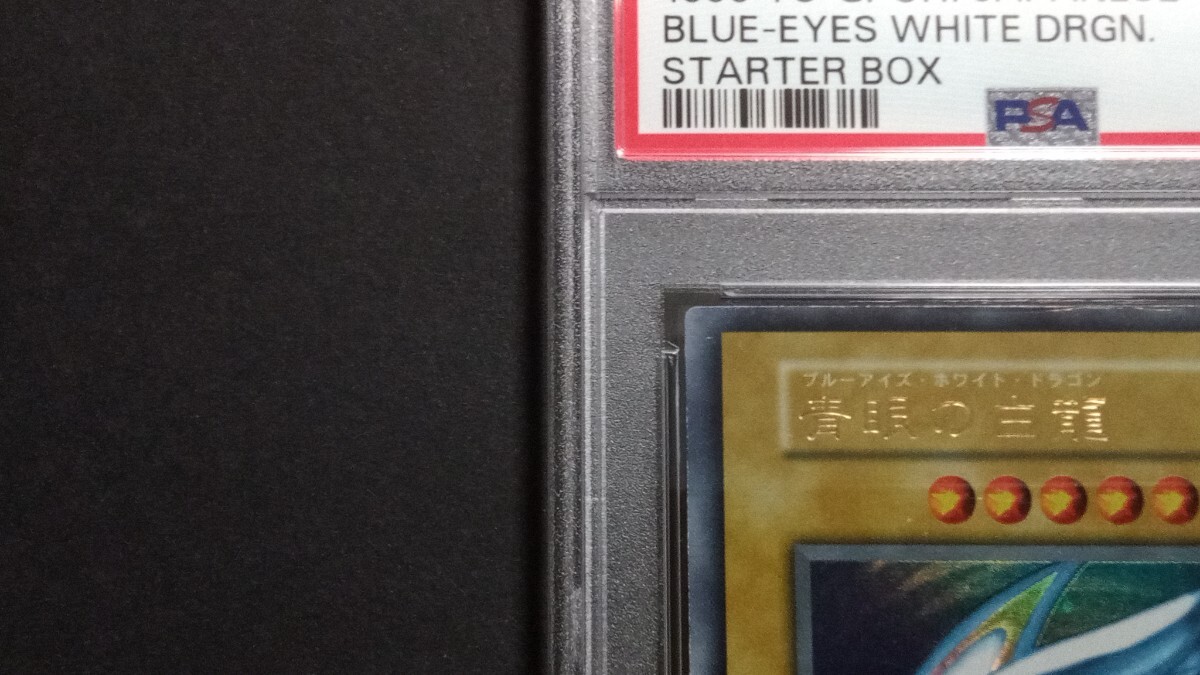 BLUE-EYES WHITE DRGN.
STARTER BOX
PSA
ブルーアイズ・ホワイト・ドラゴン
青眼の白龍